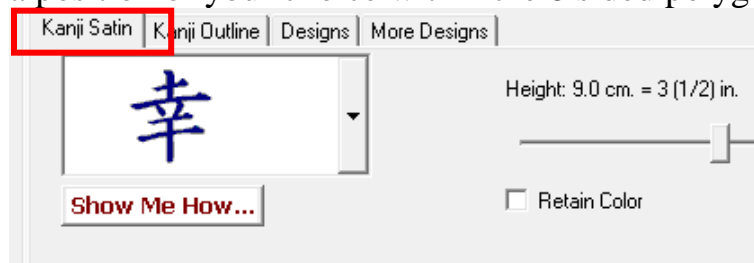 Kanji Satin Kanji Outline Designs More Designs
幸
Height: 9.0 cm. = 3 (1/2) in.
Show Me How...
Retain Color